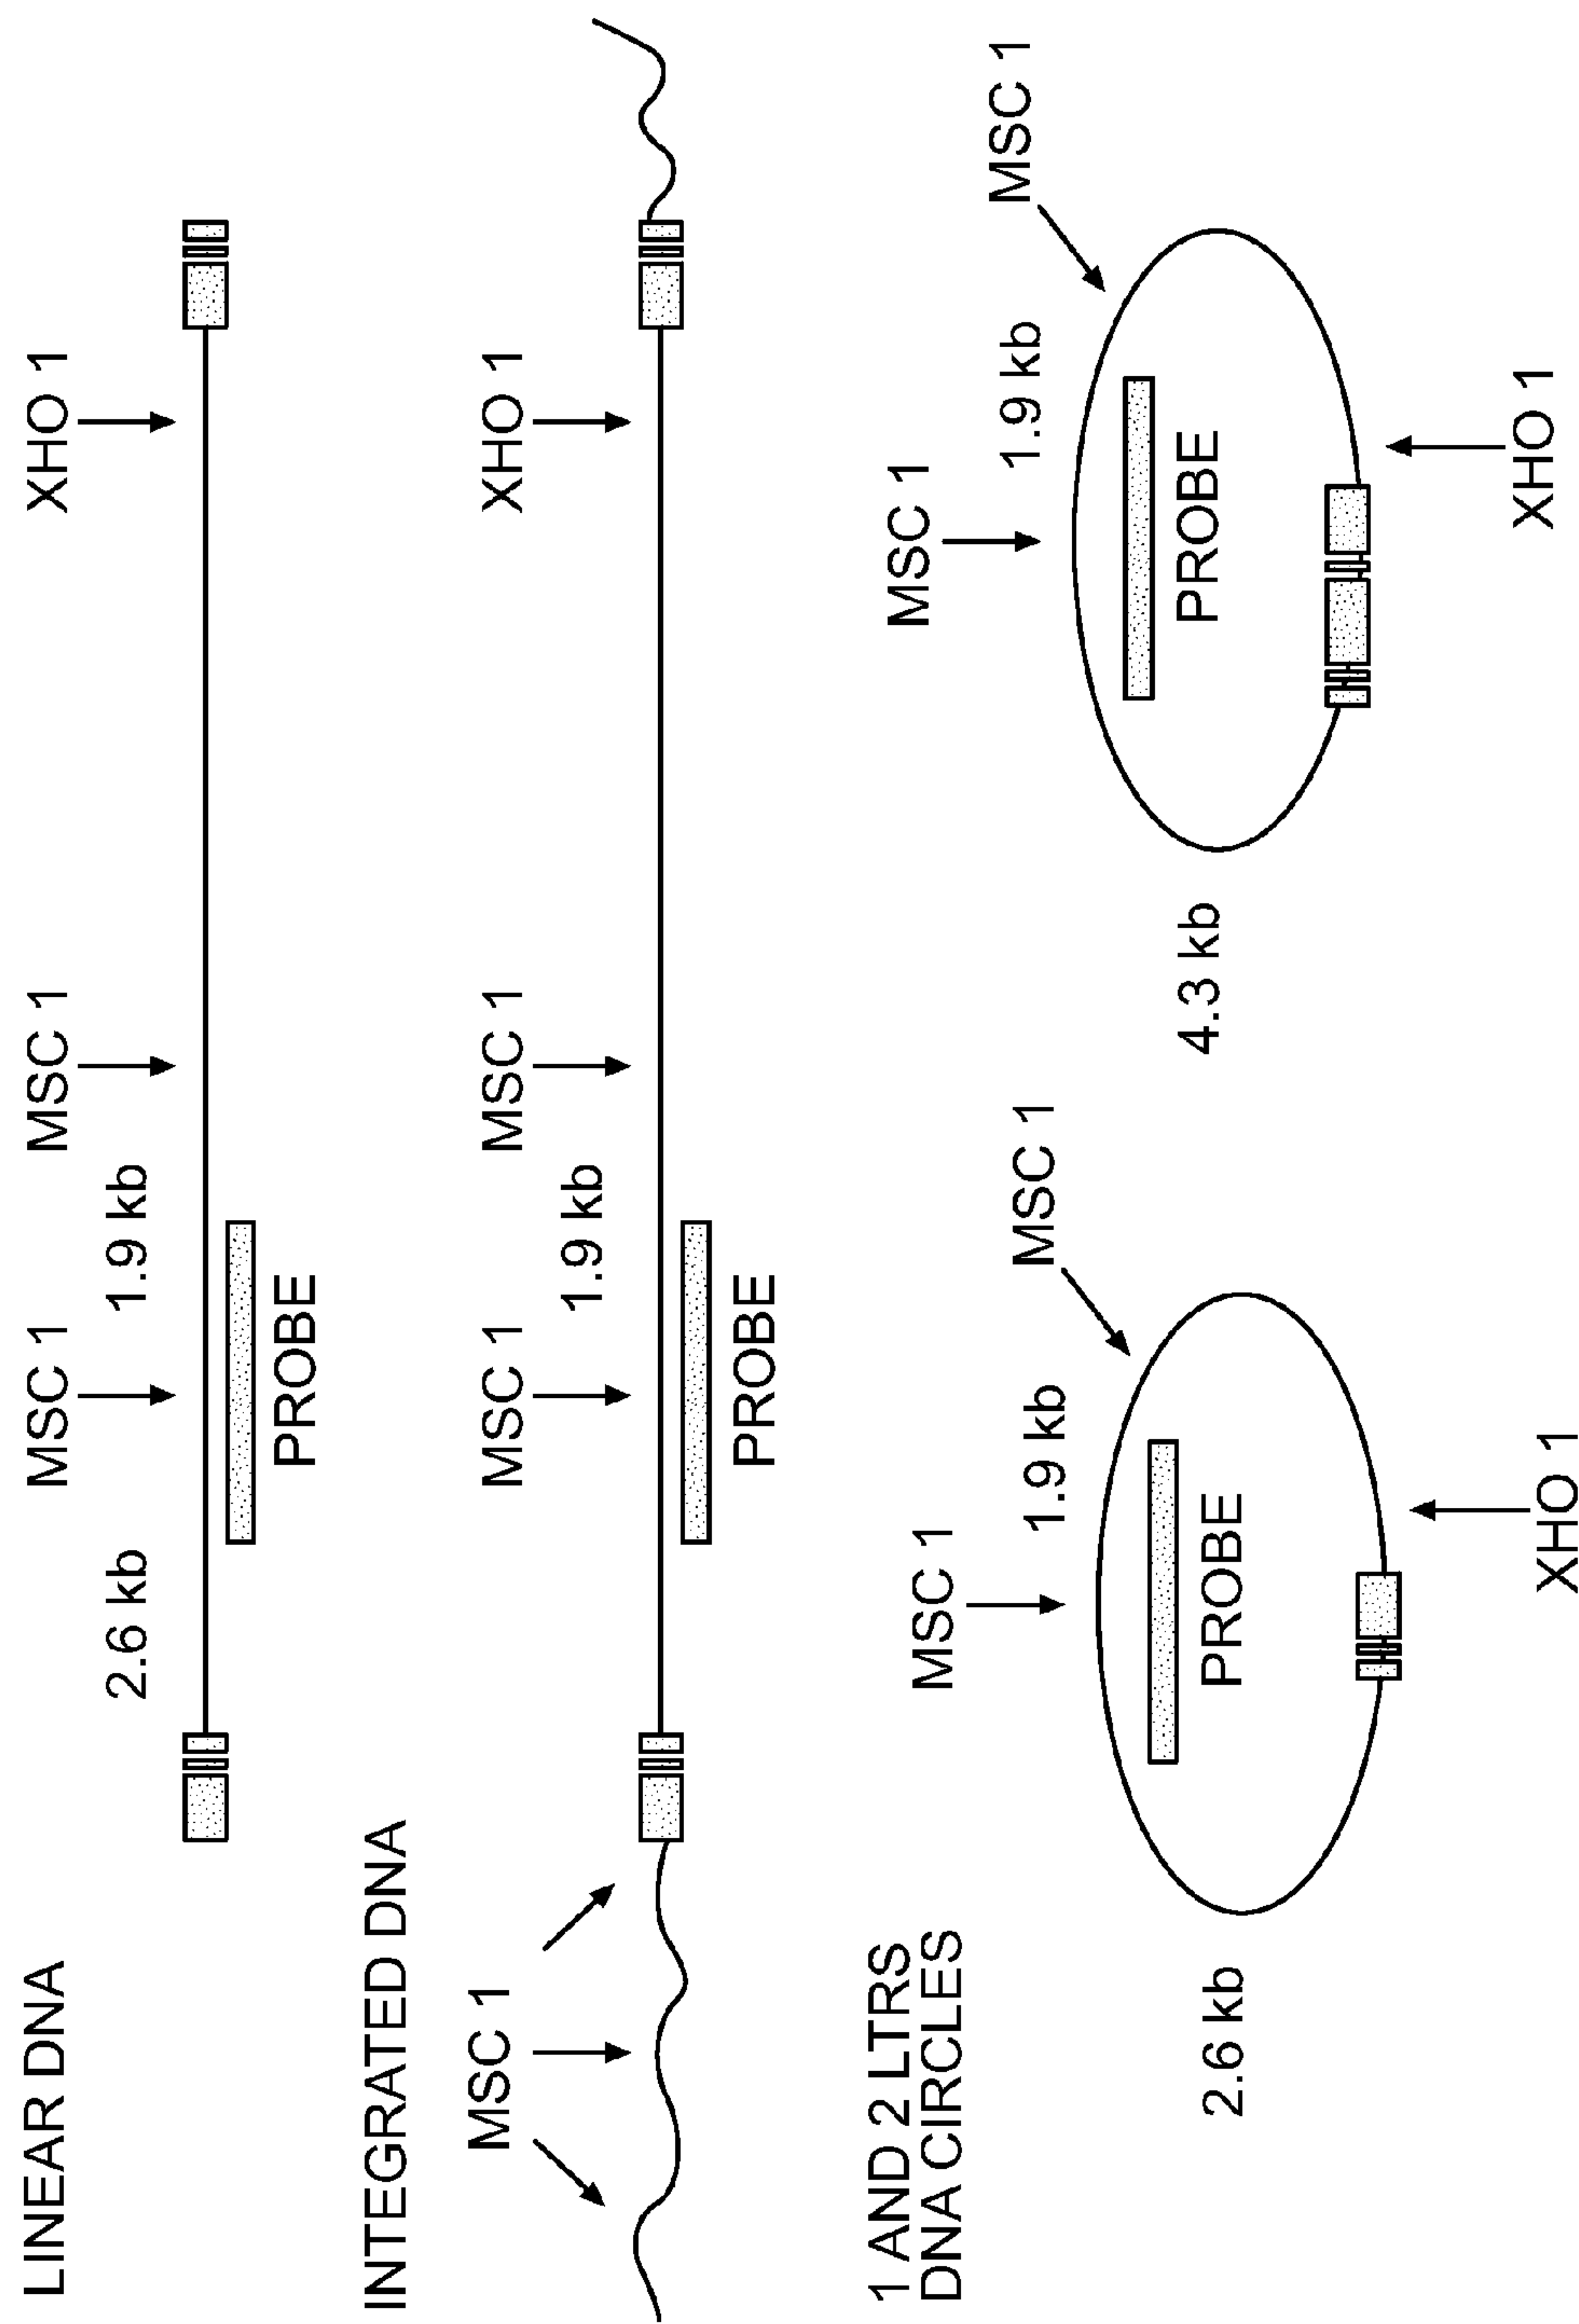 LINEAR DNA
MSC 1
MSC 1
XHO 1
2.6 kb
1.9 kb
PROBE
INTEGRATED DNA
MSC 1
MSC 1
MSC 1
XHO 1
1.9 kb
PROBE
1 AND 2 LTRS
DNA CIRCLES
MSC 1
MSC 1
1.9 kb
2.6 kb
PROBE
XHO 1
MSC 1
MSC 1
1.9 kb
4.3 kb
PROBE
XHO 1